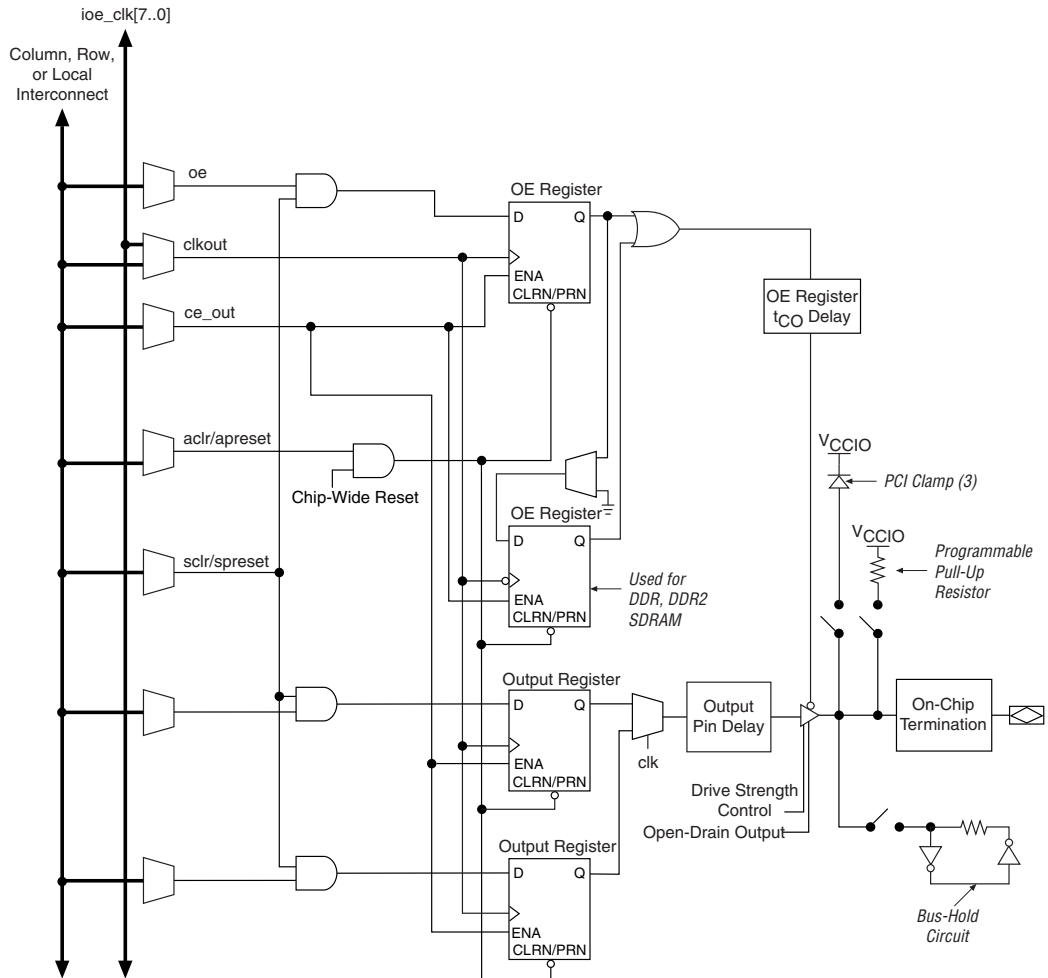 ioe_clk[7..0]
Column, Row,
or Local
Interconnect
oe
OE Register
D
Q
clkout
ENA
CLRN/PRN
OE Register
tCO Delay
ce_out
aclr/apreset
Chip-Wide Reset
VCCIO
PCI Clamp (3)
OE Register
D
Q
ENA
CLRN/PRN
VCCIO
Programmable
Pull-Up
Resistor
sclr/spreset
Used for
DDR, DDR2
SDRAM
Output Register
D
Q
ENA
CLRN/PRN
clk
Output
Pin Delay
On-Chip
Termination
Drive Strength
Control
Open-Drain Output
Output Register
D
Q
ENA
CLRN/PRN
Bus-Hold
Circuit